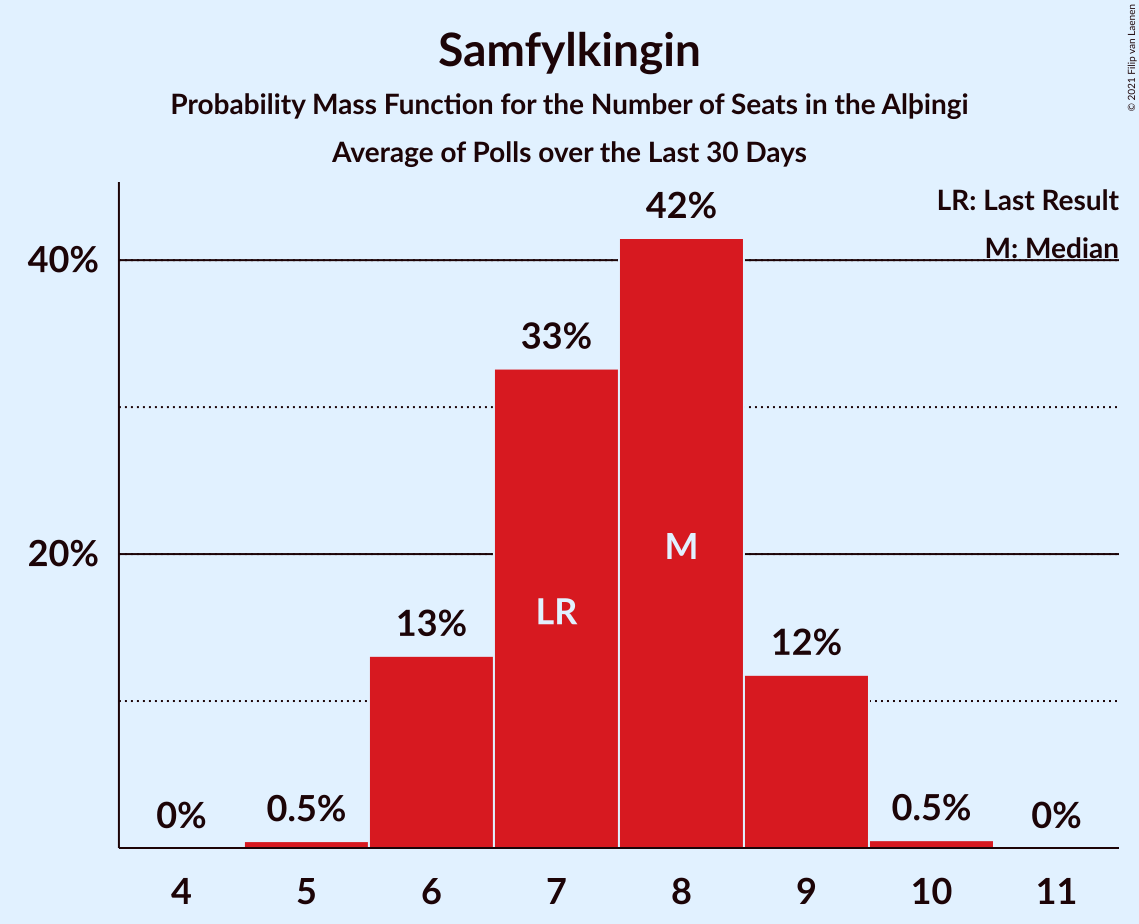 Samfylkingin
Probability Mass Function for the Number of Seats in the Alþingi
Average of Polls over the Last 30 Days
© 2021 Filip van Laenen
LR: Last Result
M: Median
42%
40%
33%
M
20%
LR
13%
12%
0%
0.5%
0.5%
0%
4 5 6 7 8 9 10 11